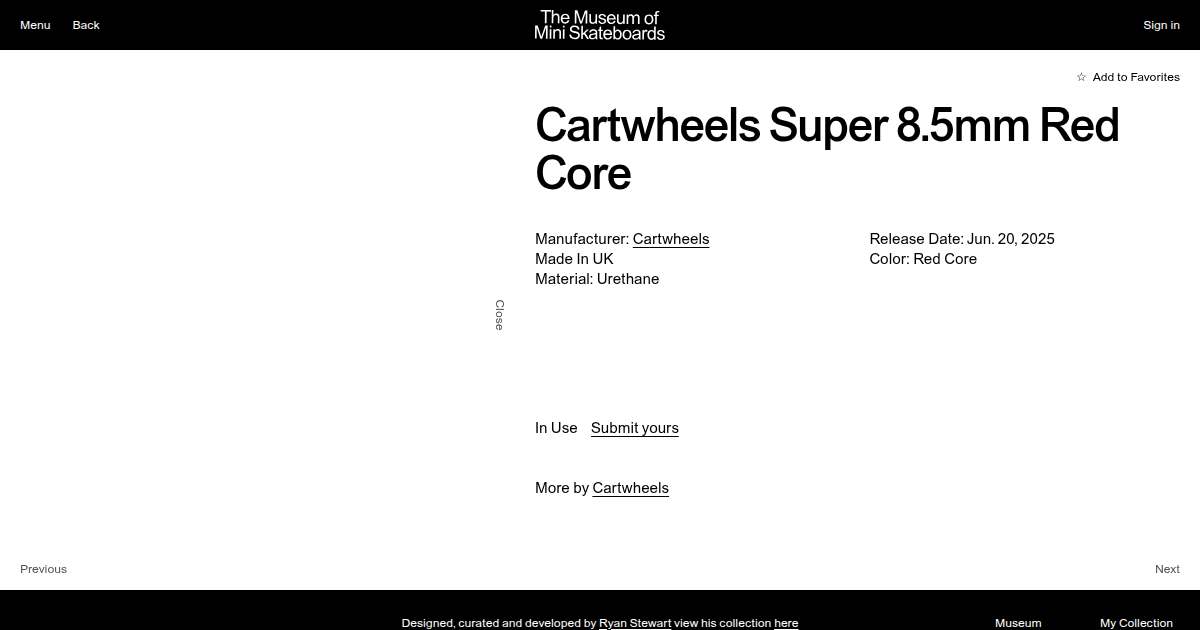 Menu
Back
The Museum of
Mini Skateboards
Sign in
☆ Add to Favorites
Cartwheels Super 8.5mm Red
Core
Manufacturer: Cartwheels
Made In UK
Material: Urethane
Release Date: Jun. 20, 2025
Color: Red Core
Close
In Use Submit yours
More by Cartwheels
Previous
Next
Designed, curated and developed by Ryan Stewart view his collection here
Museum
My Collection